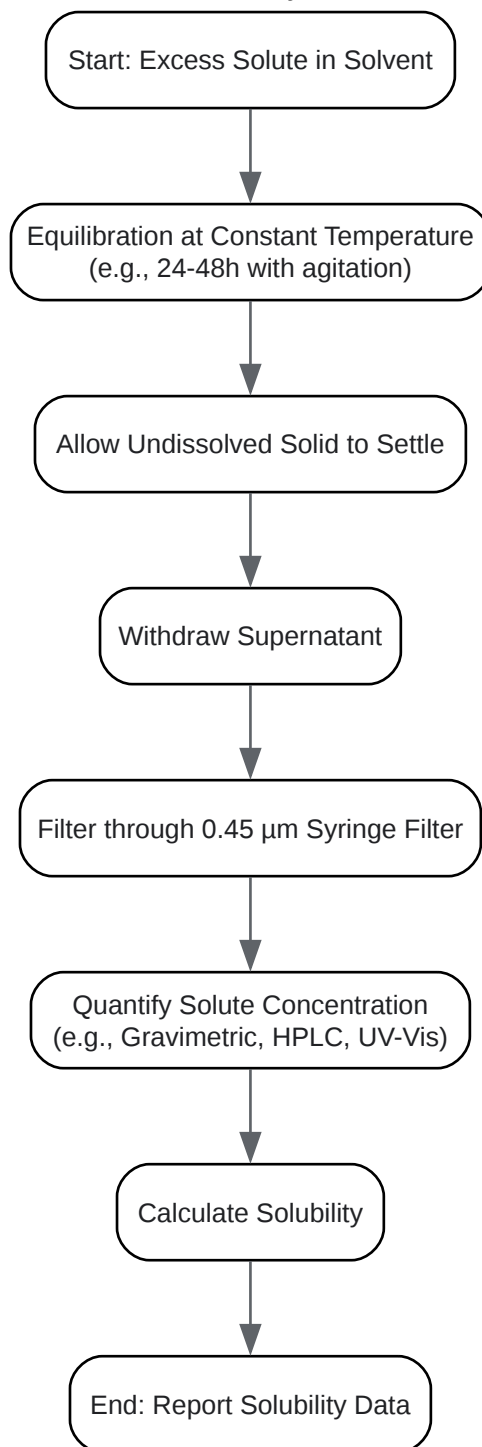 Start: Excess Solute in Solvent
Equilibration at Constant Temperature
(e.g., 24-48h with agitation)
Allow Undissolved Solid to Settle
Withdraw Supernatant
Filter through 0.45 µm Syringe Filter
Quantify Solute Concentration
(e.g., Gravimetric, HPLC, UV-Vis)
Calculate Solubility
End: Report Solubility Data